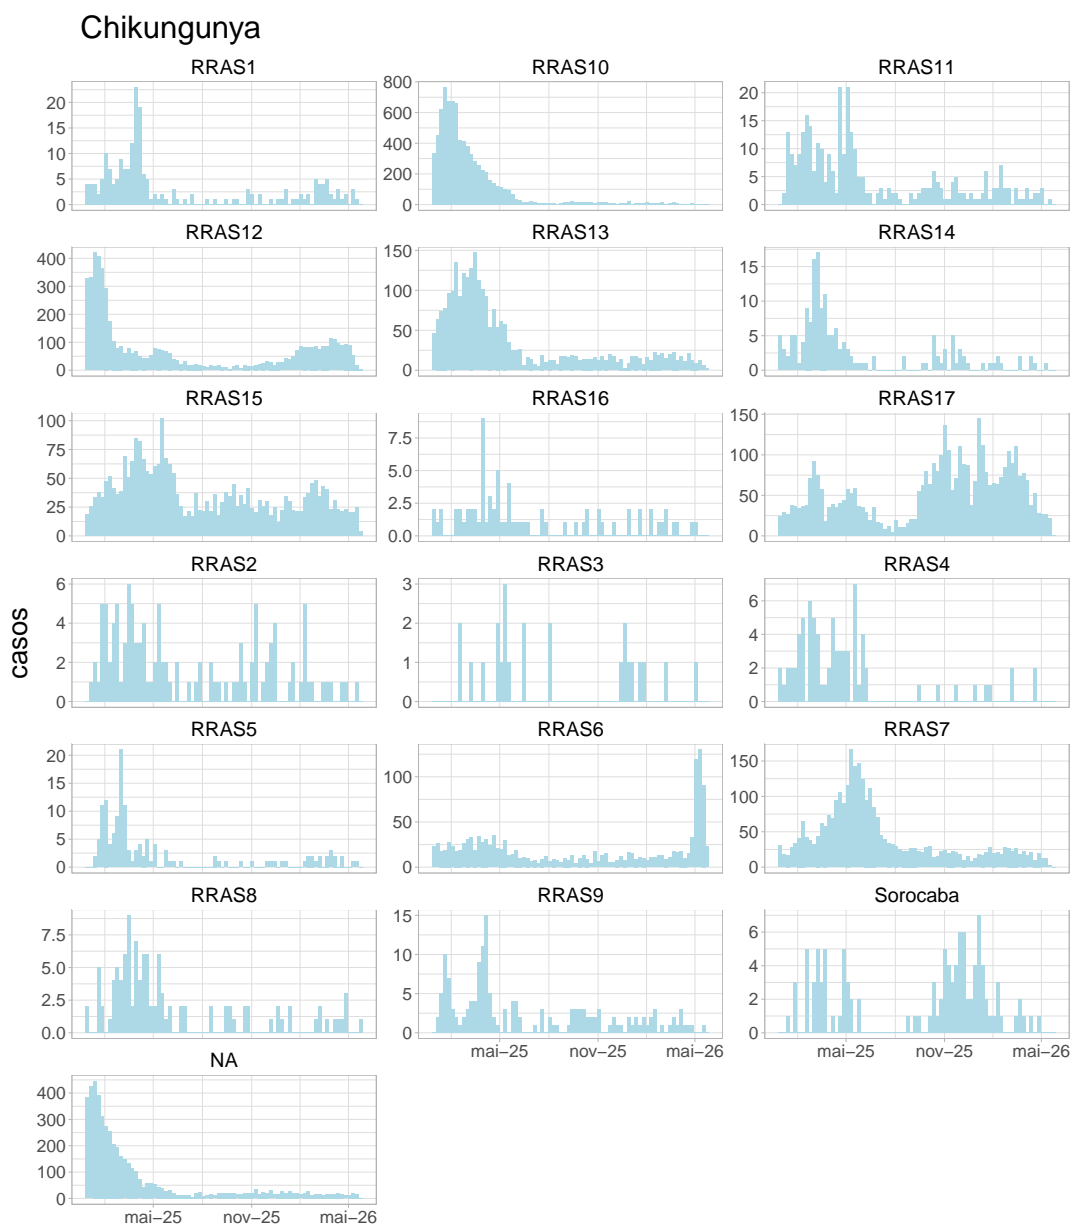 Chikungunya
RRAS1 RRAS10 RRAS11
20 15 10 5 0
800 600 400 200 0
20 15 10 5 0
RRAS12 RRAS13 RRAS14
400 300 200 100 0
150 100 50 0
15 10 5 0
RRAS15 RRAS16 RRAS17
100 75 50 25 0
7.5 5.0 2.5 0.0
150 100 50 0
RRAS2 RRAS3 RRAS4
6 4 2 0
3 2 1 0
6 4 2 0
casos
RRAS5 RRAS6 RRAS7
20 15 10 5 0
100 50 0
150 100 50 0
RRAS8 RRAS9 Sorocaba
7.5 5.0 2.5 0.0
15 10 5 0
6 4 2 0
mai−25 nov−25 mai−26
mai−25 nov−25 mai−26
NA
400 300 200 100 0
mai−25 nov−25 mai−26